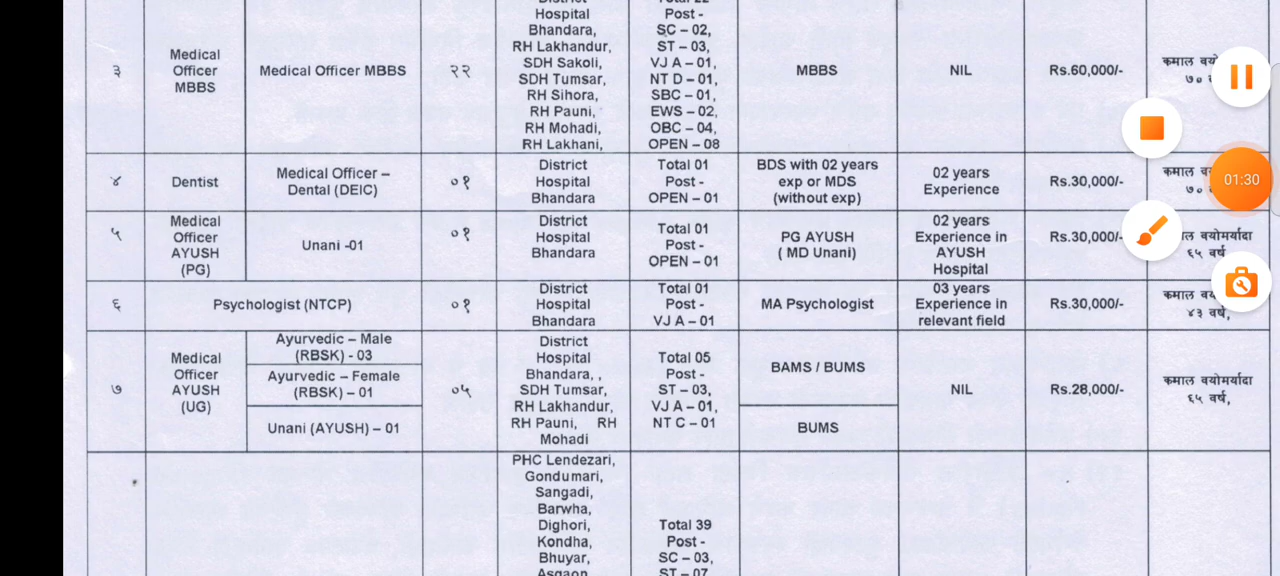 ३
Medical
Officer
MBBS
Medical Officer MBBS
२२
Hospital
Bhandara,
RH Lakhandur,
SDH Sakoli,
SDH Tumsar,
RH Sihora,
RH Pauni,
RH Mohadi,
RH Lakhani,
Post -
SC – 02,
ST – 03,
VJ A – 01,
NT D – 01,
SBC – 01,
EWS – 02,
OBC – 04,
OPEN – 08
MBBS
NIL
Rs.60,000/-
कमाल
७०
४
Dentist
Medical Officer –
Dental (DEIC)
०१
District
Hospital
Bhandara
Total 01
Post -
OPEN – 01
BDS with 02 years
exp or MDS
(without exp)
02 years
Experience
Rs.30,000/-
कमाल
७०
५
Medical
Officer
AYUSH
(PG)
Unani -01
०१
District
Hospital
Bhandara
Total 01
Post -
OPEN – 01
PG AYUSH
( MD Unani)
02 years
Experience in
AYUSH
Hospital
Rs.30,000/-
वयोमर्यादा
६५ वर्ष,
६
Psychologist (NTCP)
०१
District
Hospital
Bhandara
Total 01
Post -
VJ A – 01
MA Psychologist
03 years
Experience in
relevant field
Rs.30,000/-
कमाल
४३ वर्ष,
७
Medical
Officer
AYUSH
(UG)
Ayurvedic – Male
(RBSK) - 03
Ayurvedic – Female
(RBSK) – 01
Unani (AYUSH) – 01
०५
District
Hospital
Bhandara, ,
SDH Tumsar,
RH Lakhandur,
RH Pauni, RH
Mohadi
Total 05
Post -
ST – 03,
VJ A – 01,
NT C – 01
BAMS / BUMS
BUMS
NIL
Rs.28,000/-
कमाल वयोमर्यादा
६५ वर्ष,
PHC Lendezari,
Gondumari,
Sangadi,
Barwha,
Dighori,
Kondha,
Bhuyar,
Asgaon
Total 39
Post -
SC – 03,
ST – 07
01:30